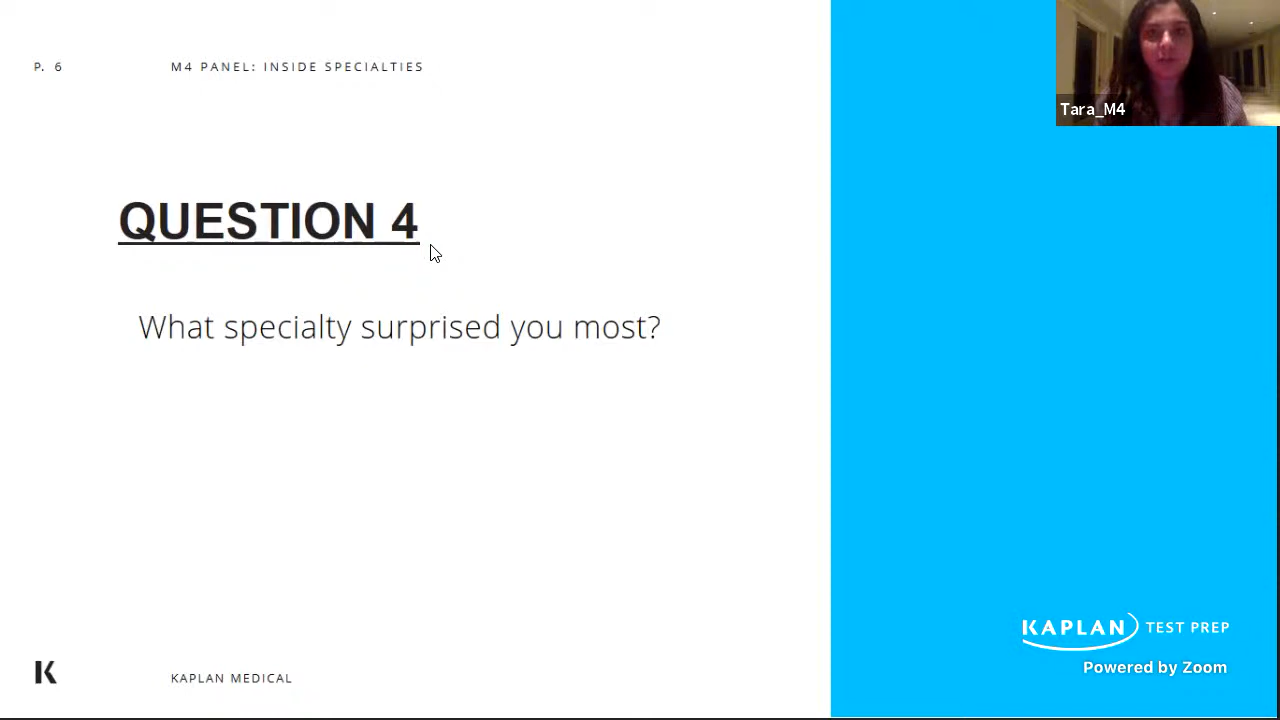 P. 6 M4 PANEL: INSIDE SPECIALTIES
Tara_M4
QUESTION 4
What specialty surprised you most?
KAPLAN TEST PREP
Powered by Zoom
K KAPLAN MEDICAL